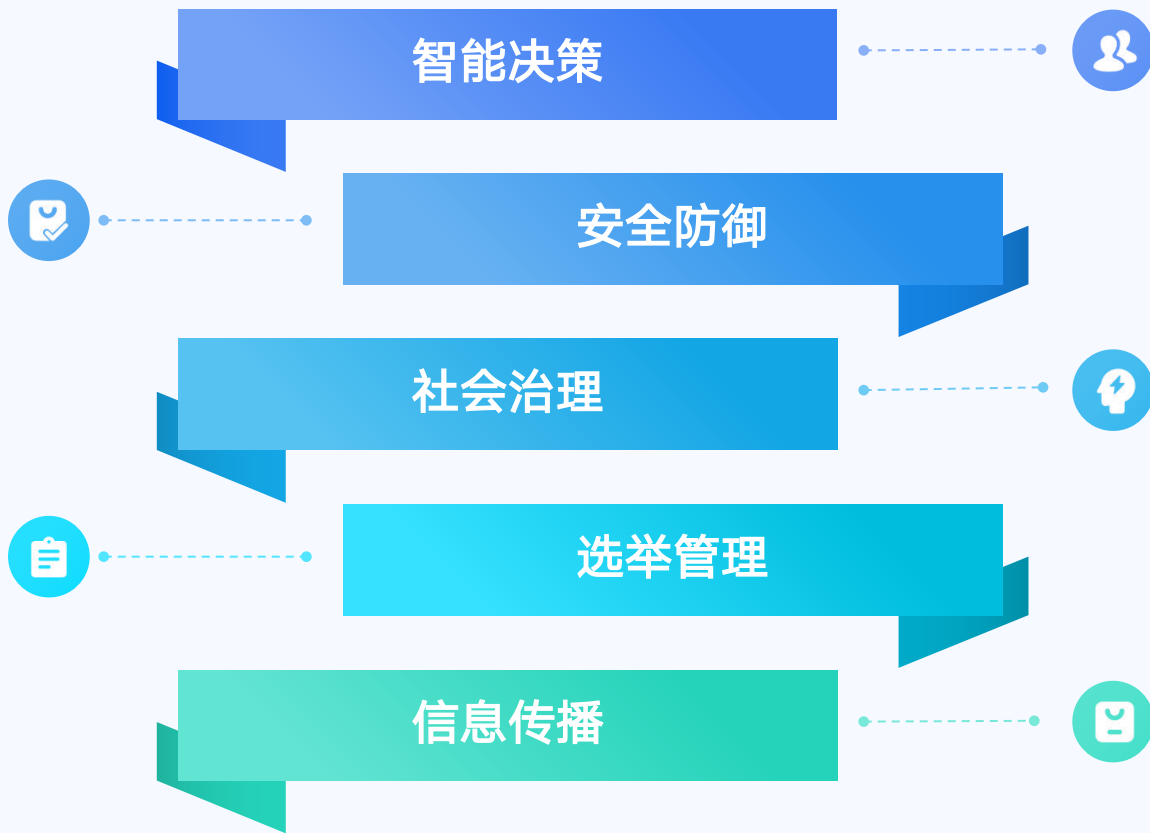 智能决策
安全防御
社会治理
选举管理
信息传播